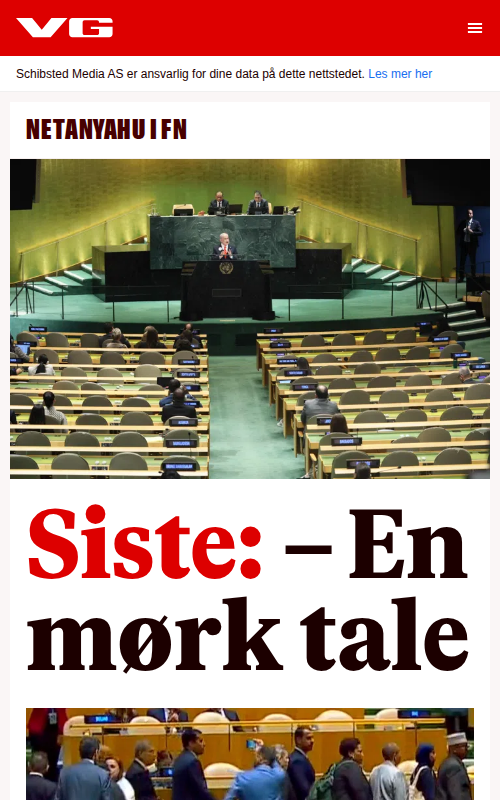 VG
Schibsted Media AS er ansvarlig for dine data på dette nettstedet. Les mer her
NETANYAHU I FN
Siste: – En
mørk tale